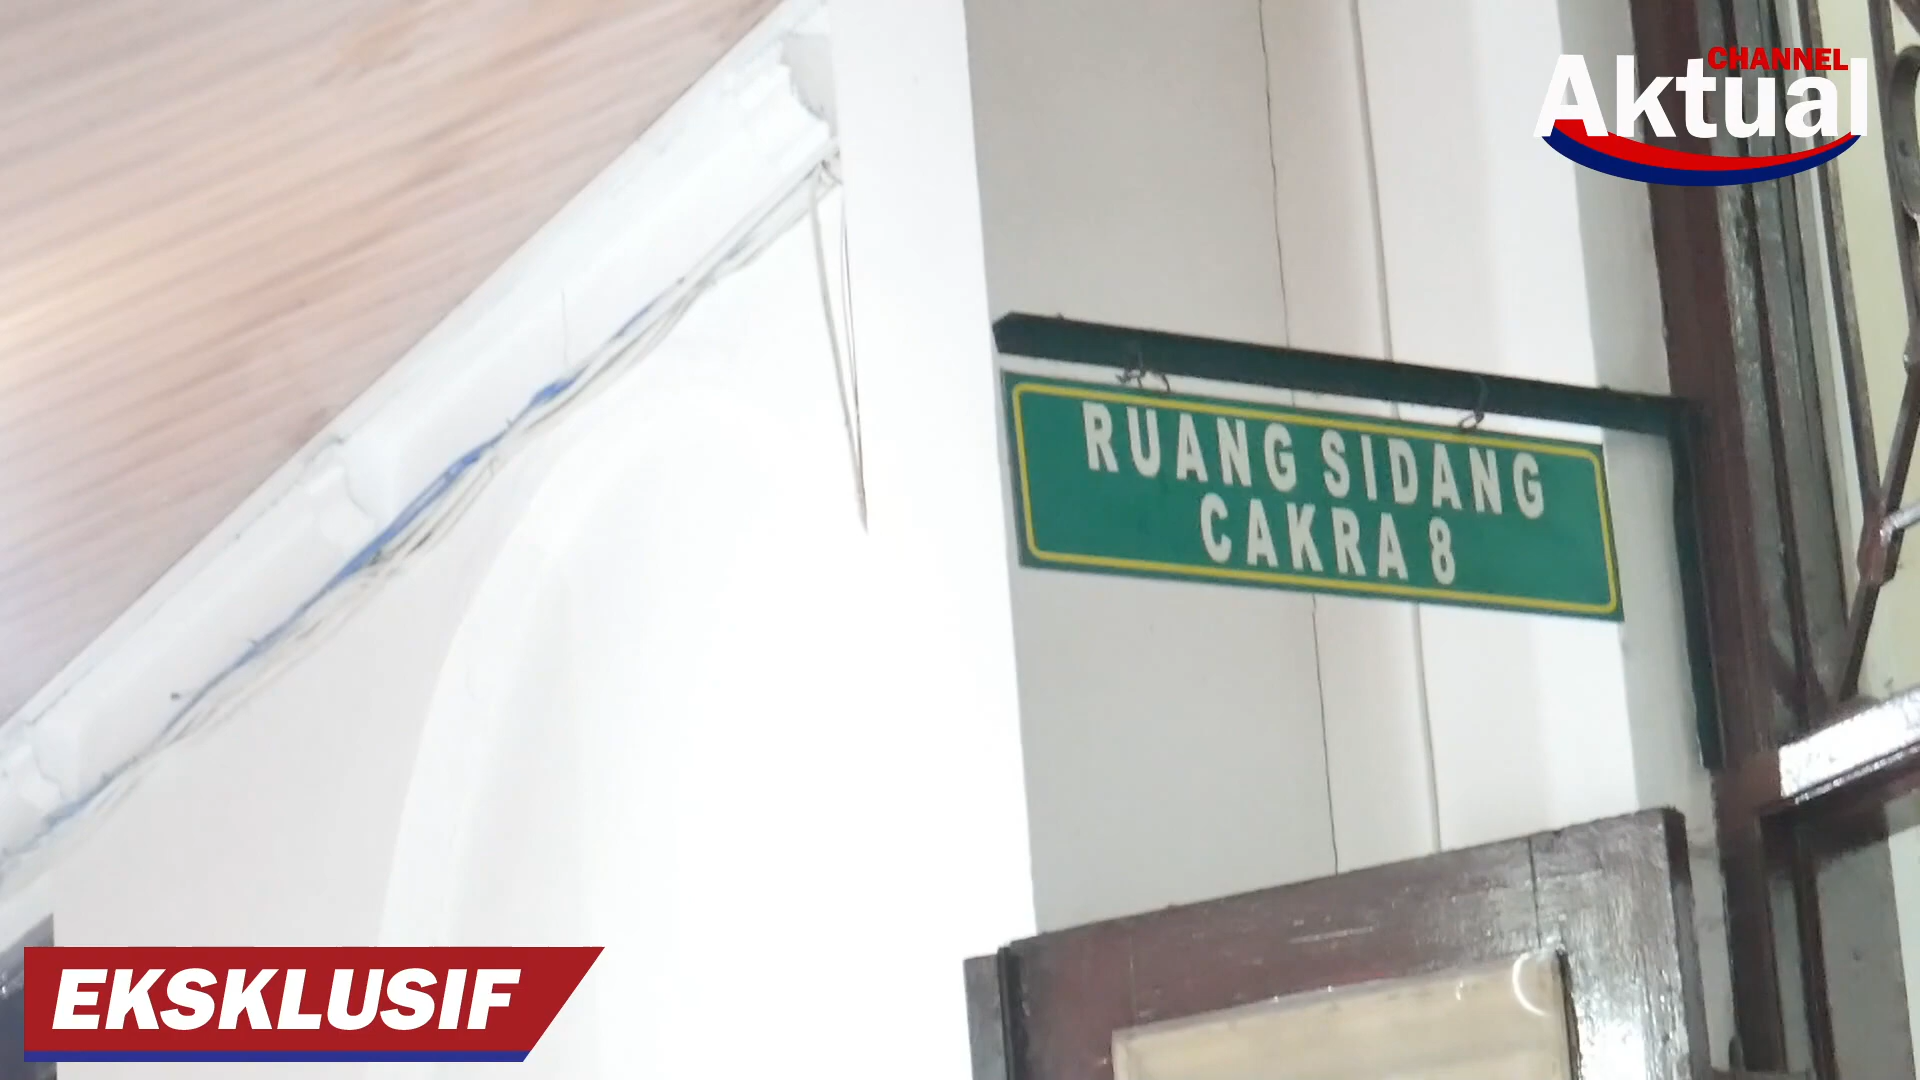 CHANNEL
Aktual
RUANG SIDANG
CAKRA 8
EKSKLUSIF